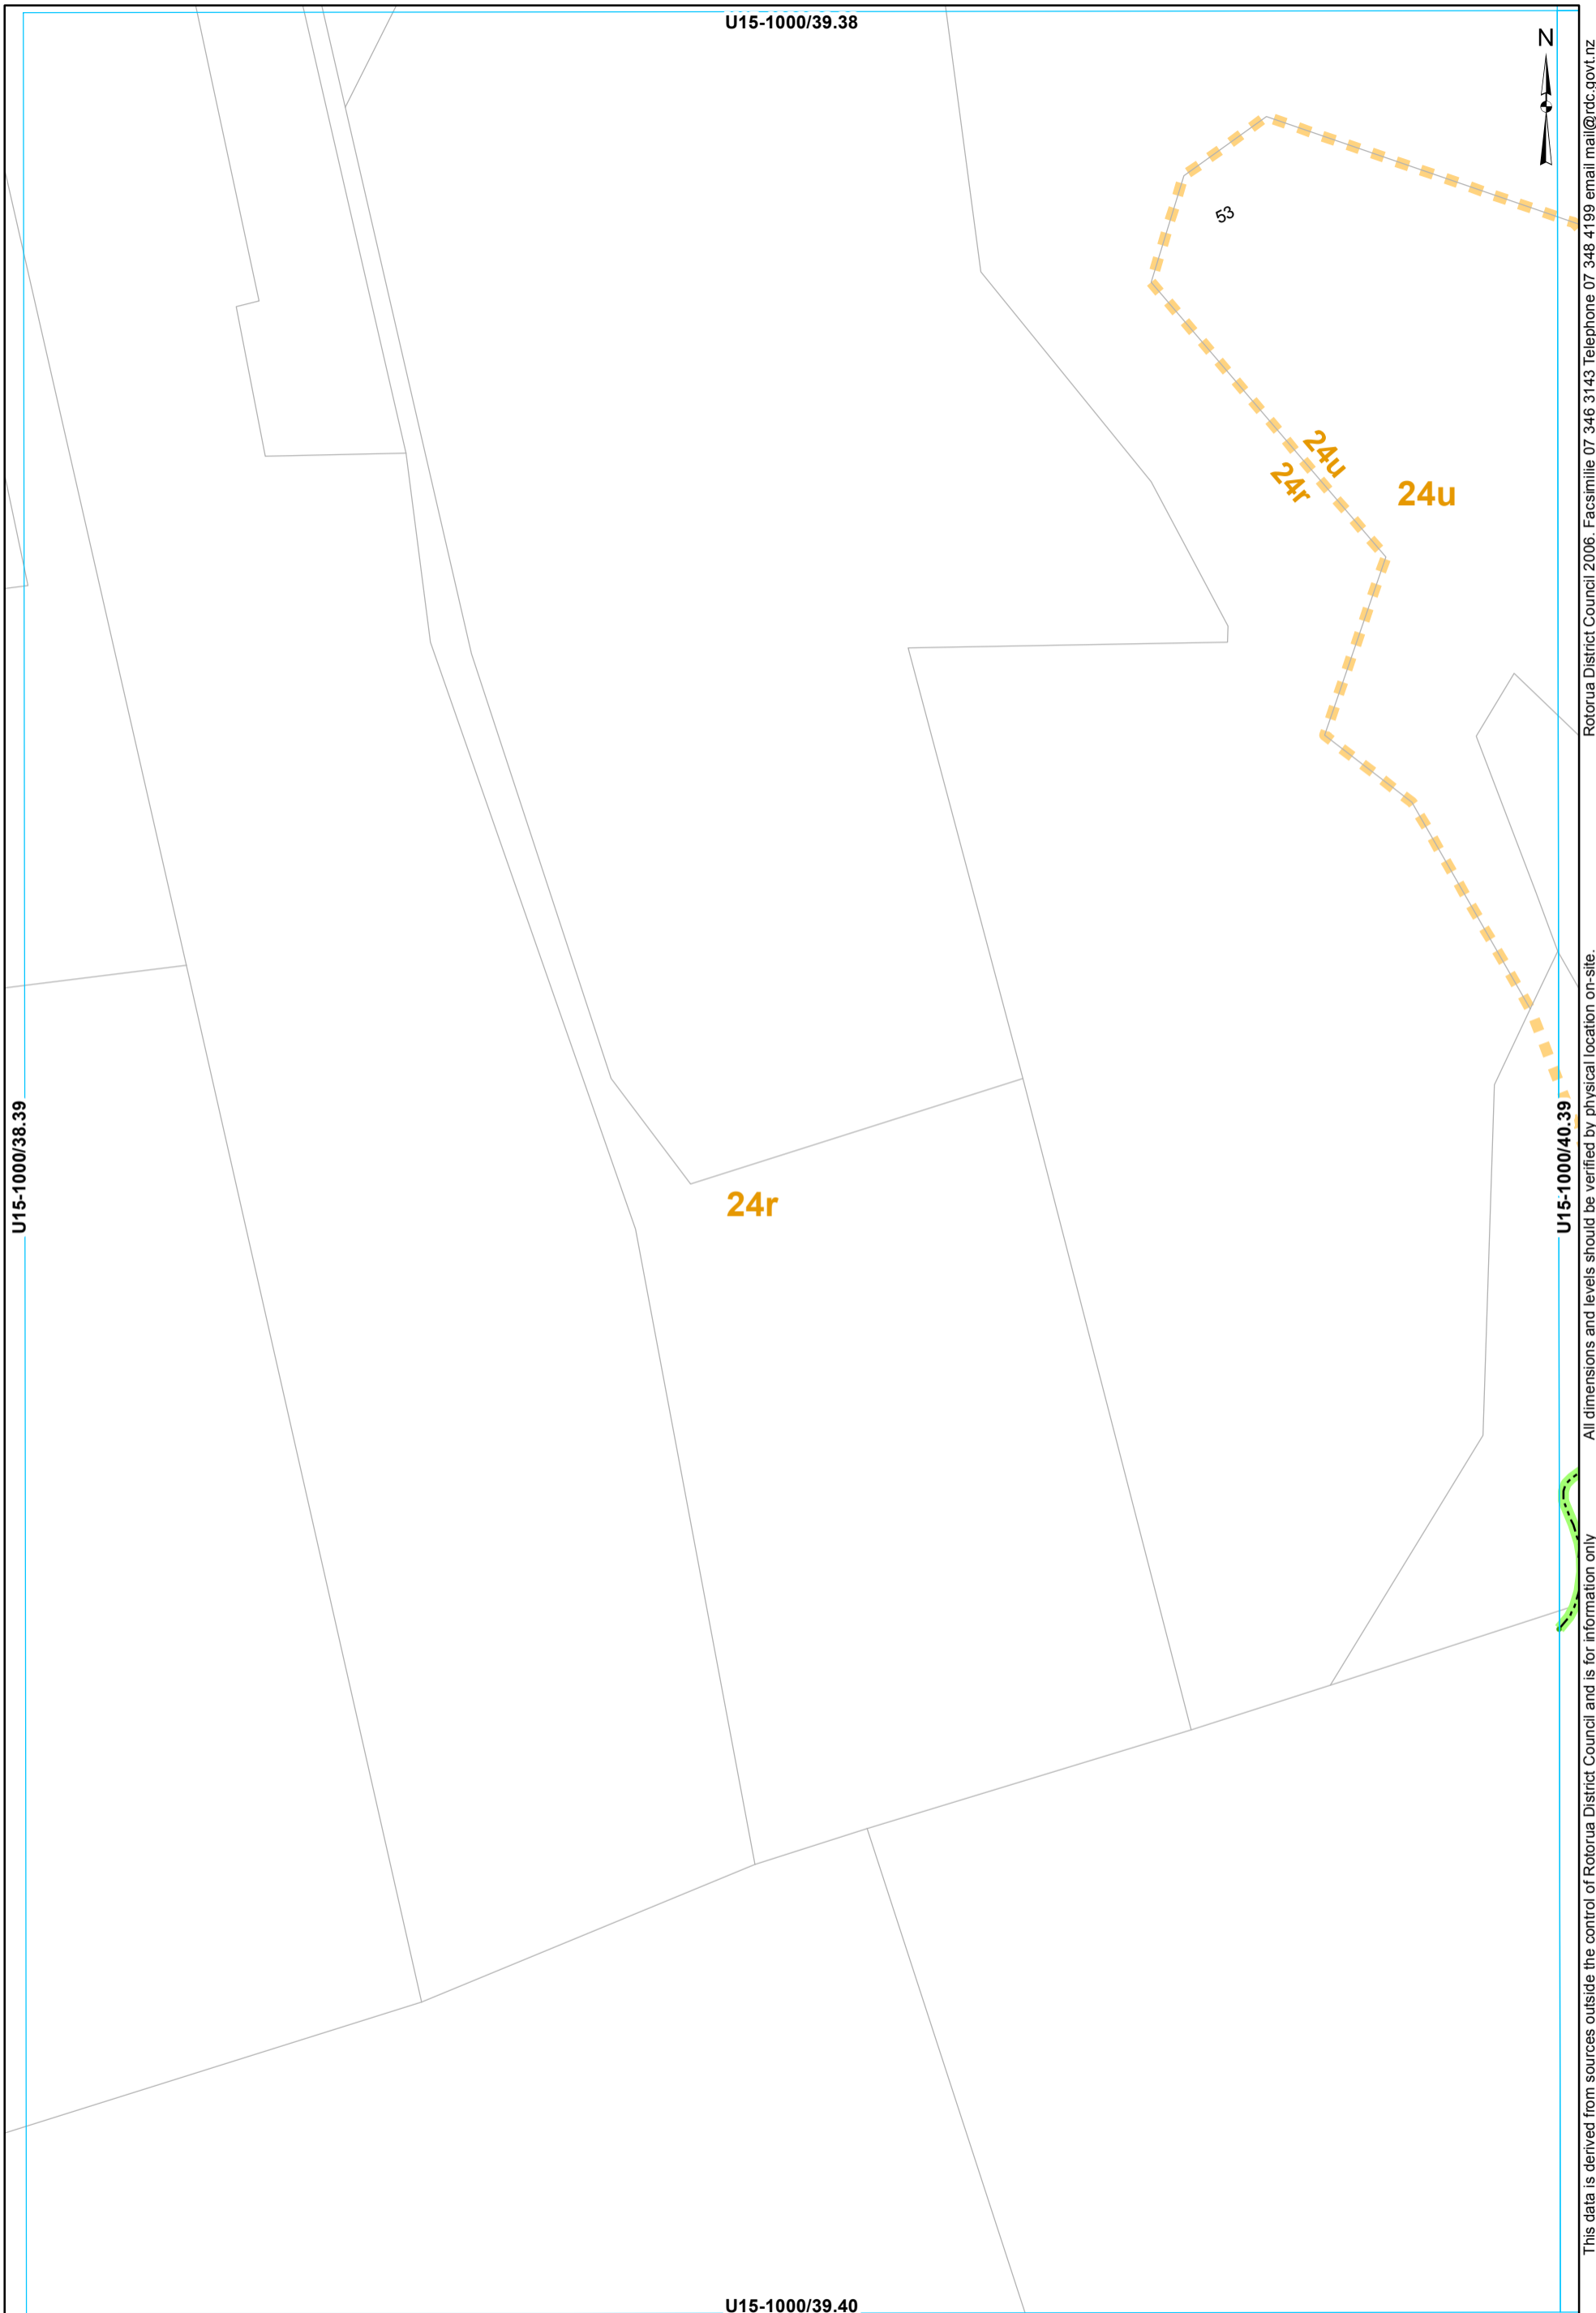 U15-1000/39.38
N
53
24u
24r
24u
U15-1000/38.39
U15-1000/40.39
24r
U15-1000/39.40
This data is derived from sources outside the control of Rotorua District Council and is for information only
All dimensions and levels should be verified by physical location on-site.
Rotorua District Council 2006. Facsimilie 07 346 3143 Telephone 07 348 4199 email mail@rdc.govt.nz